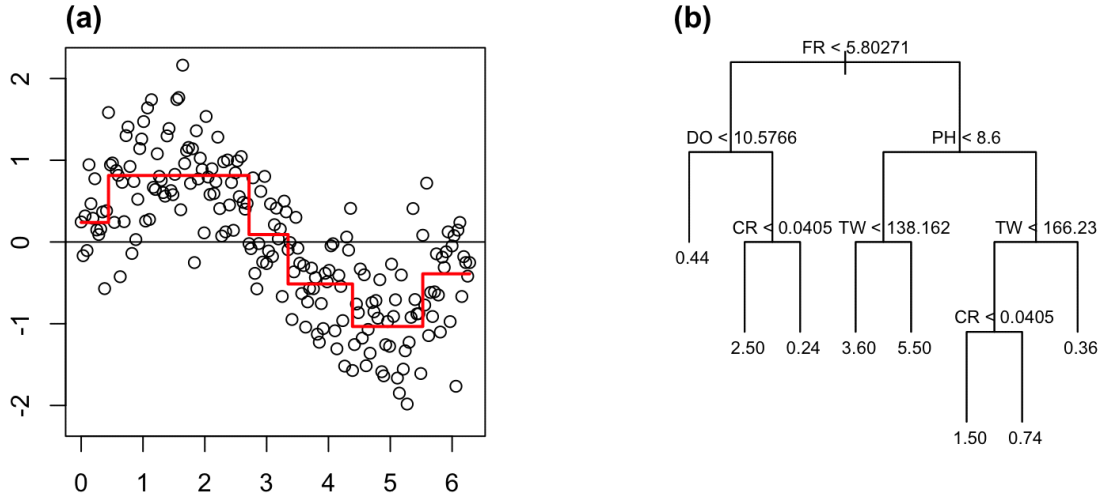 (a)
2
1
0
-1
-2
0 1 2 3 4 5 6
(b)
FR < 5.80271
DO < 10.5766
PH < 8.6
CR < 0.0405
TW < 138.162
TW < 166.23
0.44
CR < 0.0405
2.50
0.24
3.60
5.50
0.36
1.50
0.74